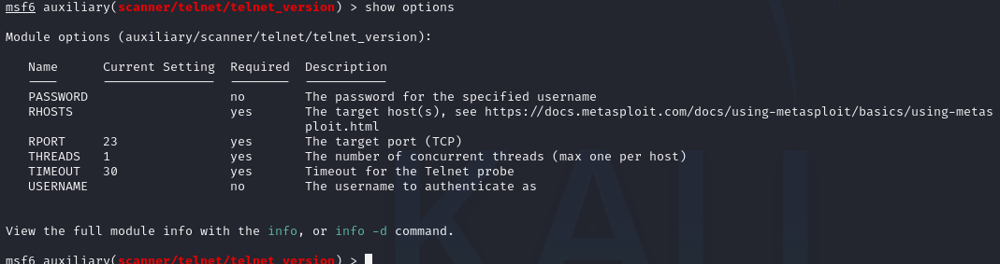 msf6 auxiliary(scanner/telnet/telnet_version) > show options
Module options (auxiliary/scanner/telnet/telnet_version):
Name Current Setting Required Description
---- --------------- -------- -----------
PASSWORD no The password for the specified username
RHOSTS yes The target host(s), see https://docs.metasploit.com/docs/using-metasploit/basics/using-metas
ploit.html
RPORT 23 yes The target port (TCP)
THREADS 1 yes The number of concurrent threads (max one per host)
TIMEOUT 30 yes Timeout for the Telnet probe
USERNAME no The username to authenticate as
View the full module info with the info, or info -d command.
msf6 auxiliary(scanner/telnet/telnet_version) >
KALI